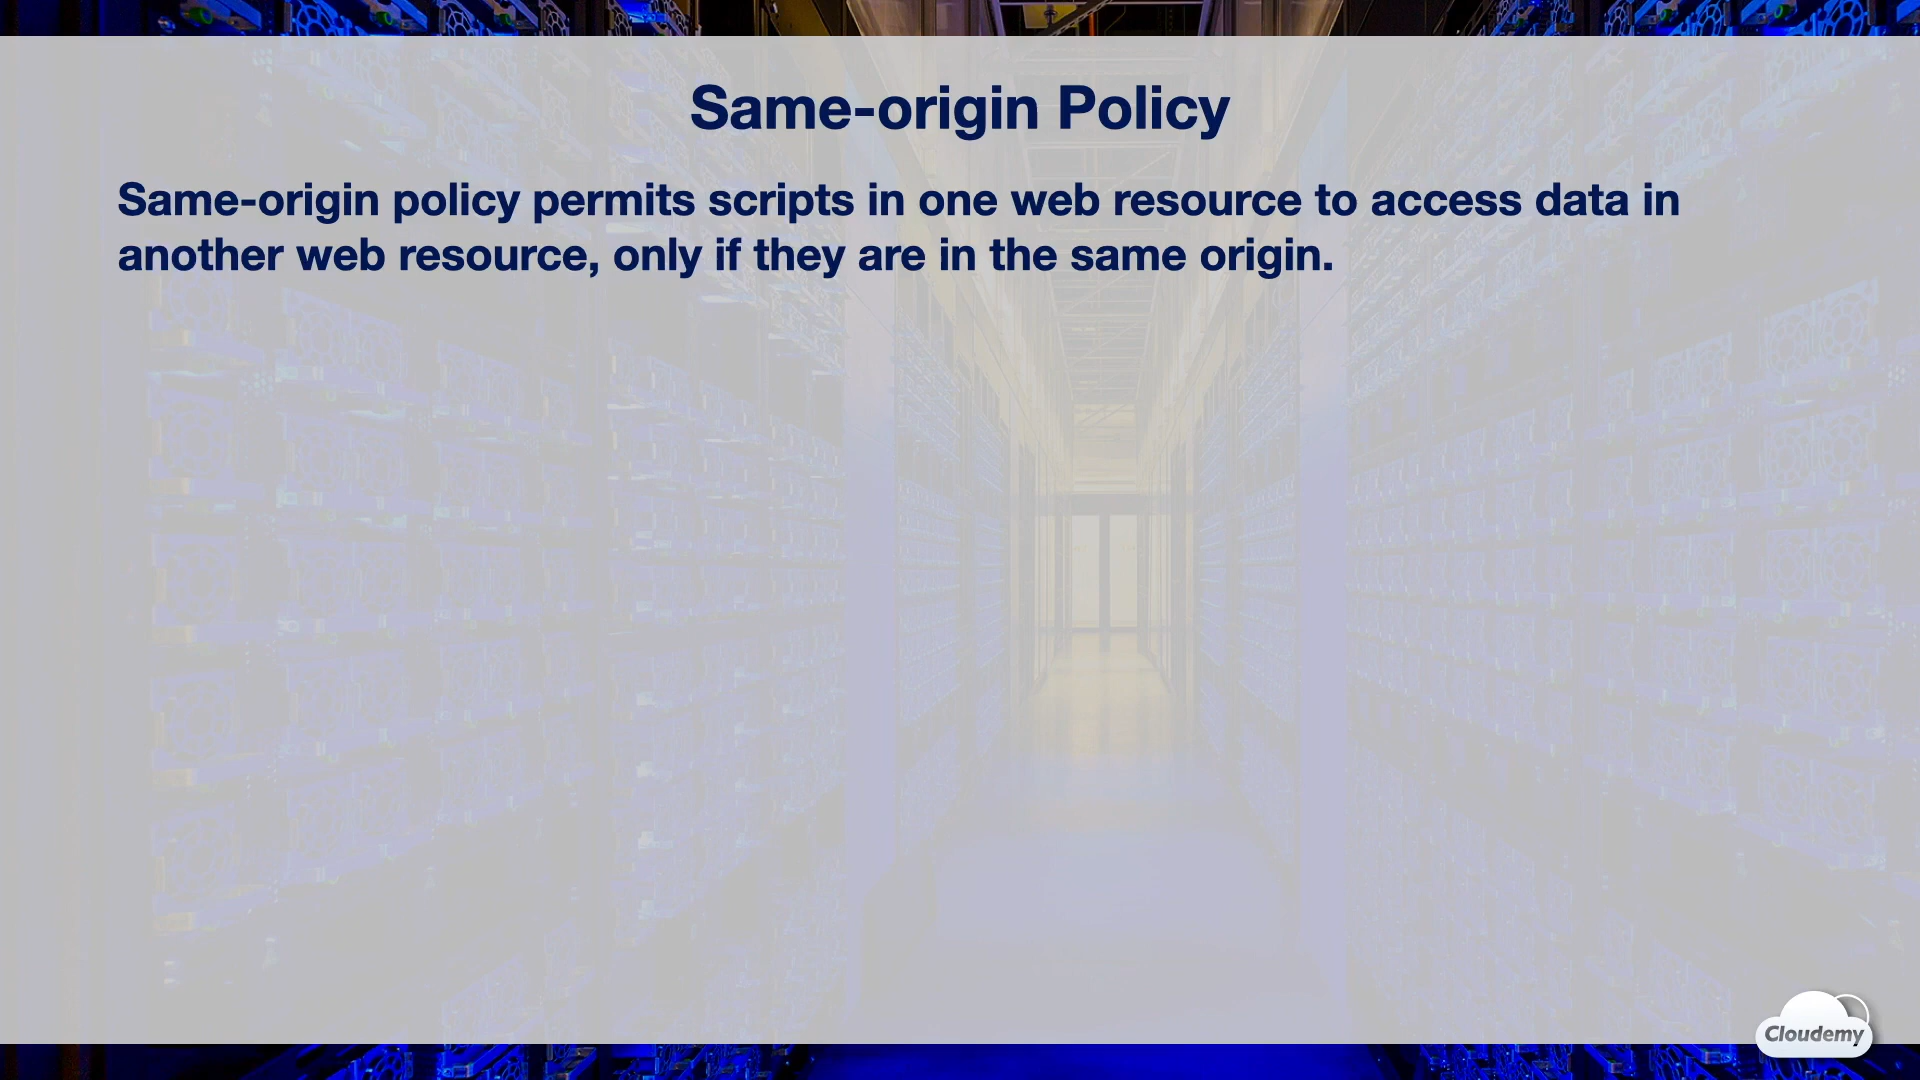 Same-origin Policy
Same-origin policy permits scripts in one web resource to access data in
another web resource, only if they are in the same origin.
Cloudemy